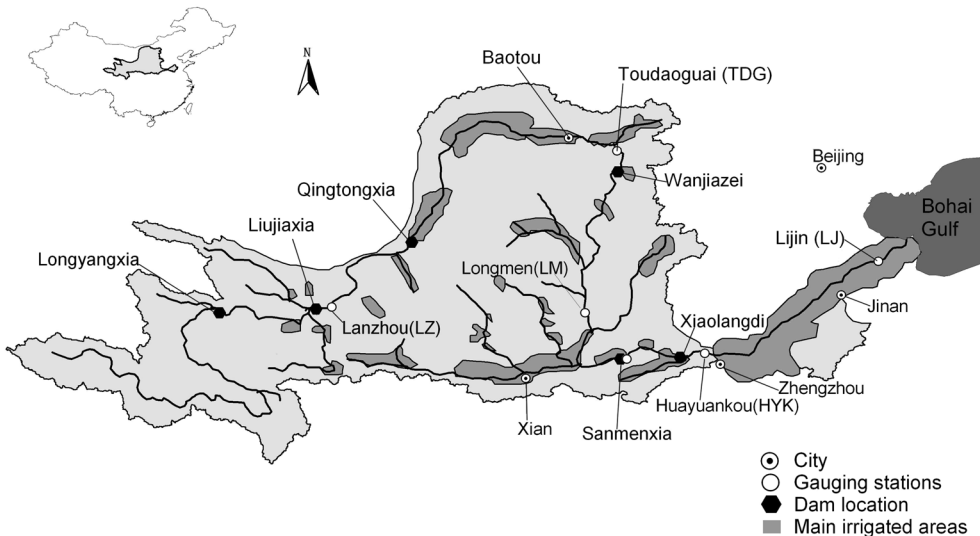 N
Baotou
Toudaoguai (TDG)
Beijing
Wanjiazei
Qingtongxia
Bohai
Gulf
Liujiaxia
Lijin (LJ)
Longyangxia
Longmen(LM)
Jinan
Lanzhou(LZ)
Xiaolangdi
Zhengzhou
Huayuankou(HYK)
Xian
Sanmenxia
City
Gauging stations
Dam location
Main irrigated areas